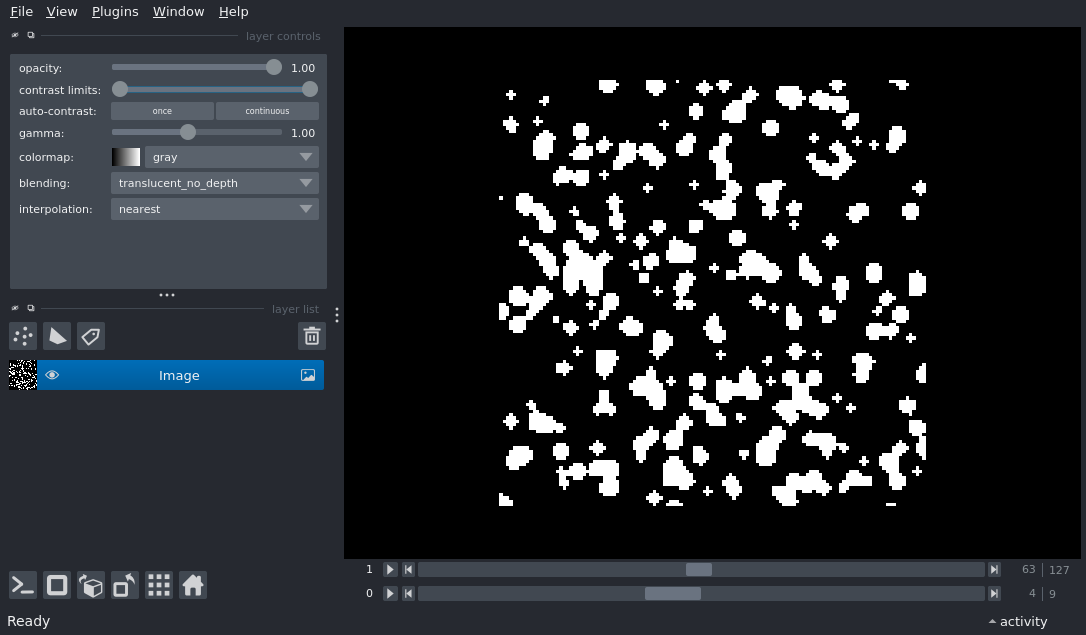 File View Plugins Window Help
layer controls
opacity: 1.00
contrast limits:
auto-contrast: once continuous
gamma: 1.00
colormap: gray
blending: translucent_no_depth
interpolation: nearest
layer list
Image
1 63 127
0 4 9
Ready activity